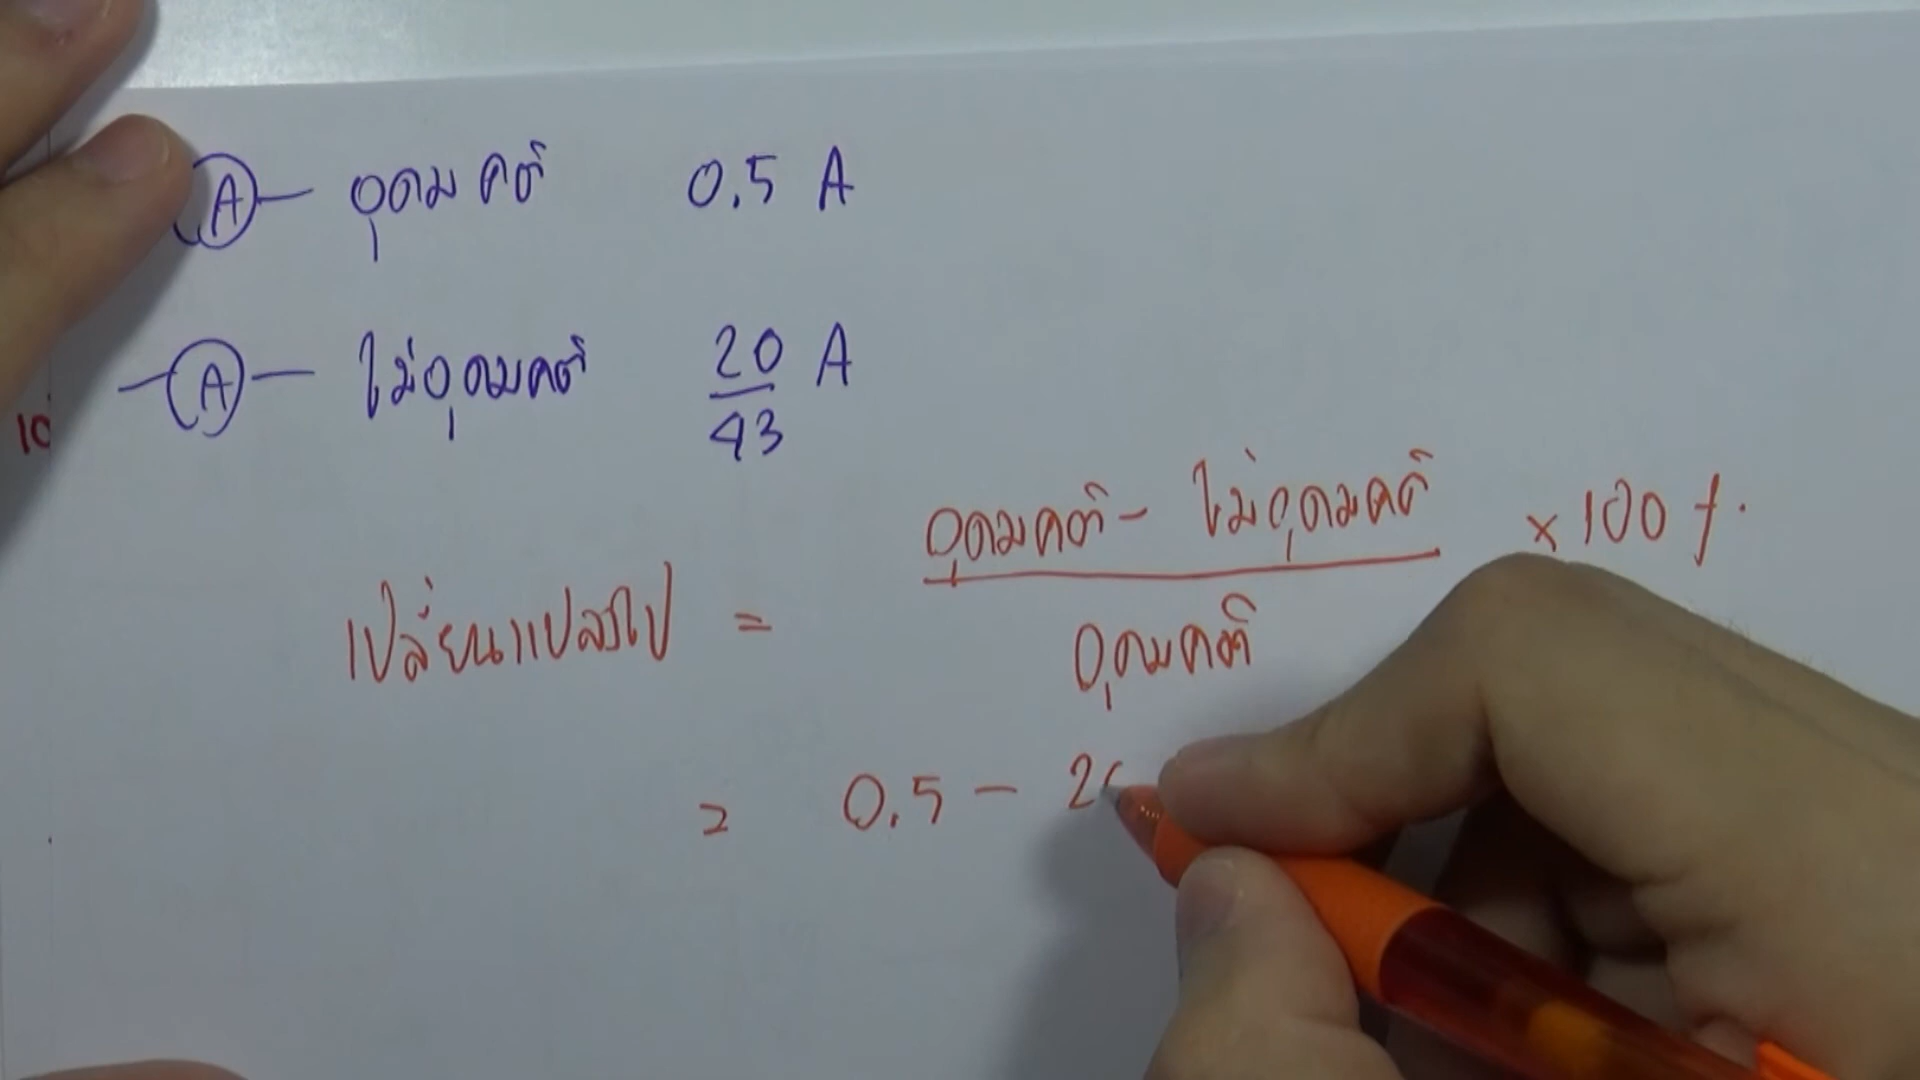 A อุดมคติ 0.5 A
A ไม่อุดมคติ 20/43 A
10
เปลี่ยนแปลงไป = อุดมคติ - ไม่อุดมคติ / อุดมคติ × 100 %
= 0.5 - 20